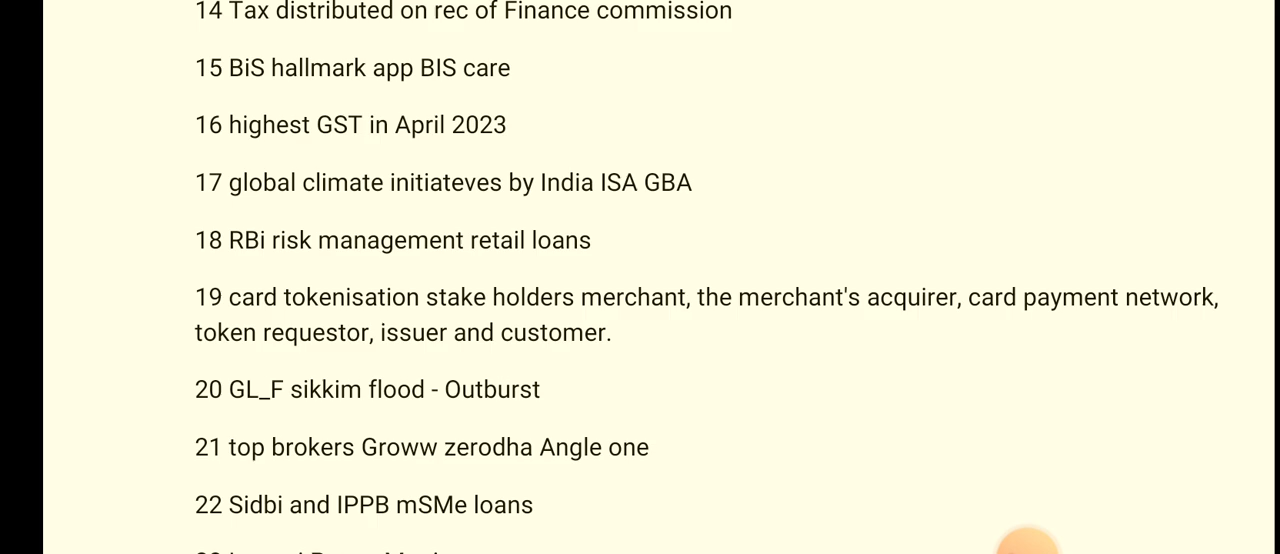 14 Tax distributed on rec of Finance commission
15 BiS hallmark app BIS care
16 highest GST in April 2023
17 global climate initiateves by India ISA GBA
18 RBi risk management retail loans
19 card tokenisation stake holders merchant, the merchant's acquirer, card payment network,
token requestor, issuer and customer.
20 GL_F sikkim flood - Outburst
21 top brokers Groww zerodha Angle one
22 Sidbi and IPPB mSMe loans